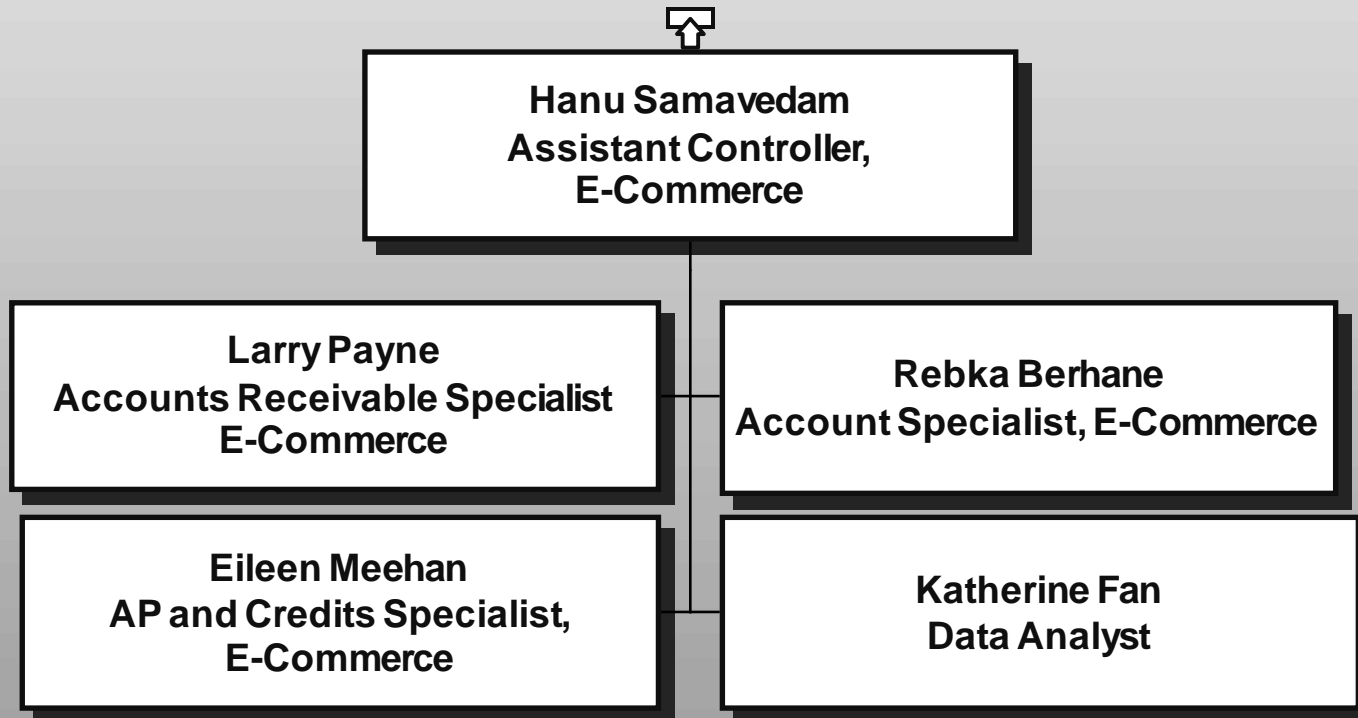 Hanu Samavedam
Assistant Controller,
E-Commerce
Larry Payne
Accounts Receivable Specialist
E-Commerce
Rebka Berhane
Account Specialist, E-Commerce
Eileen Meehan
AP and Credits Specialist,
E-Commerce
Katherine Fan
Data Analyst